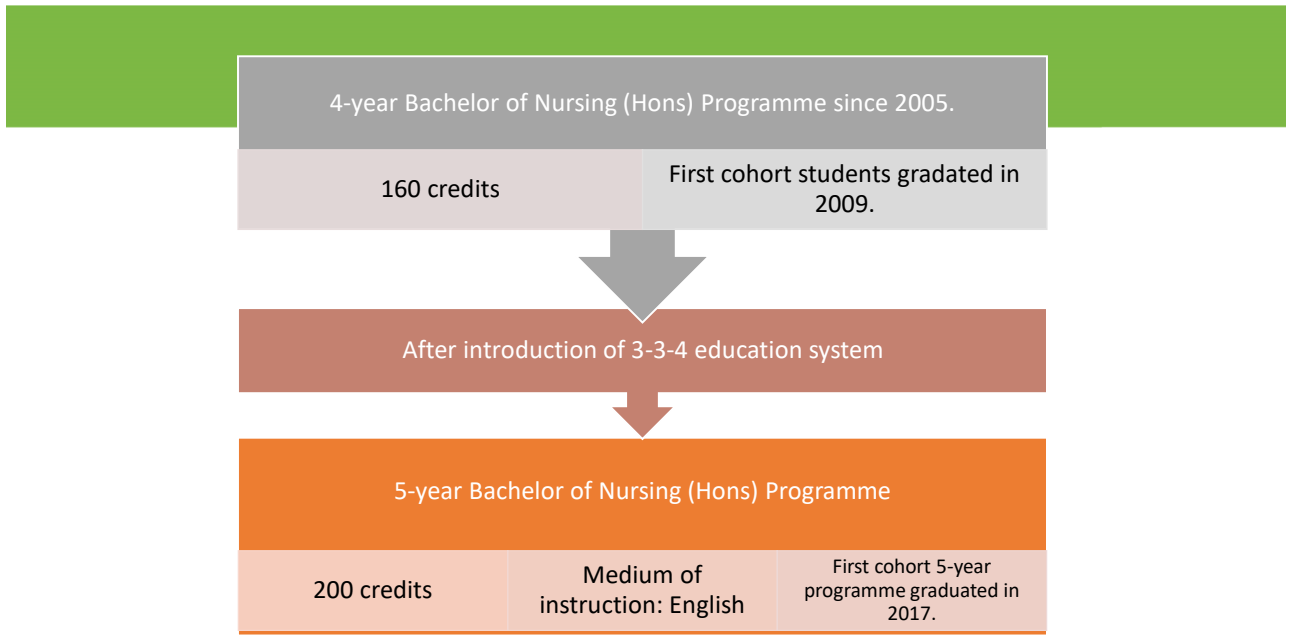 4-year Bachelor of Nursing (Hons) Programme since 2005.
160 credits
First cohort students gradated in
2009.
After introduction of 3-3-4 education system
5-year Bachelor of Nursing (Hons) Programme
200 credits
Medium of
instruction: English
First cohort 5-year
programme graduated in
2017.